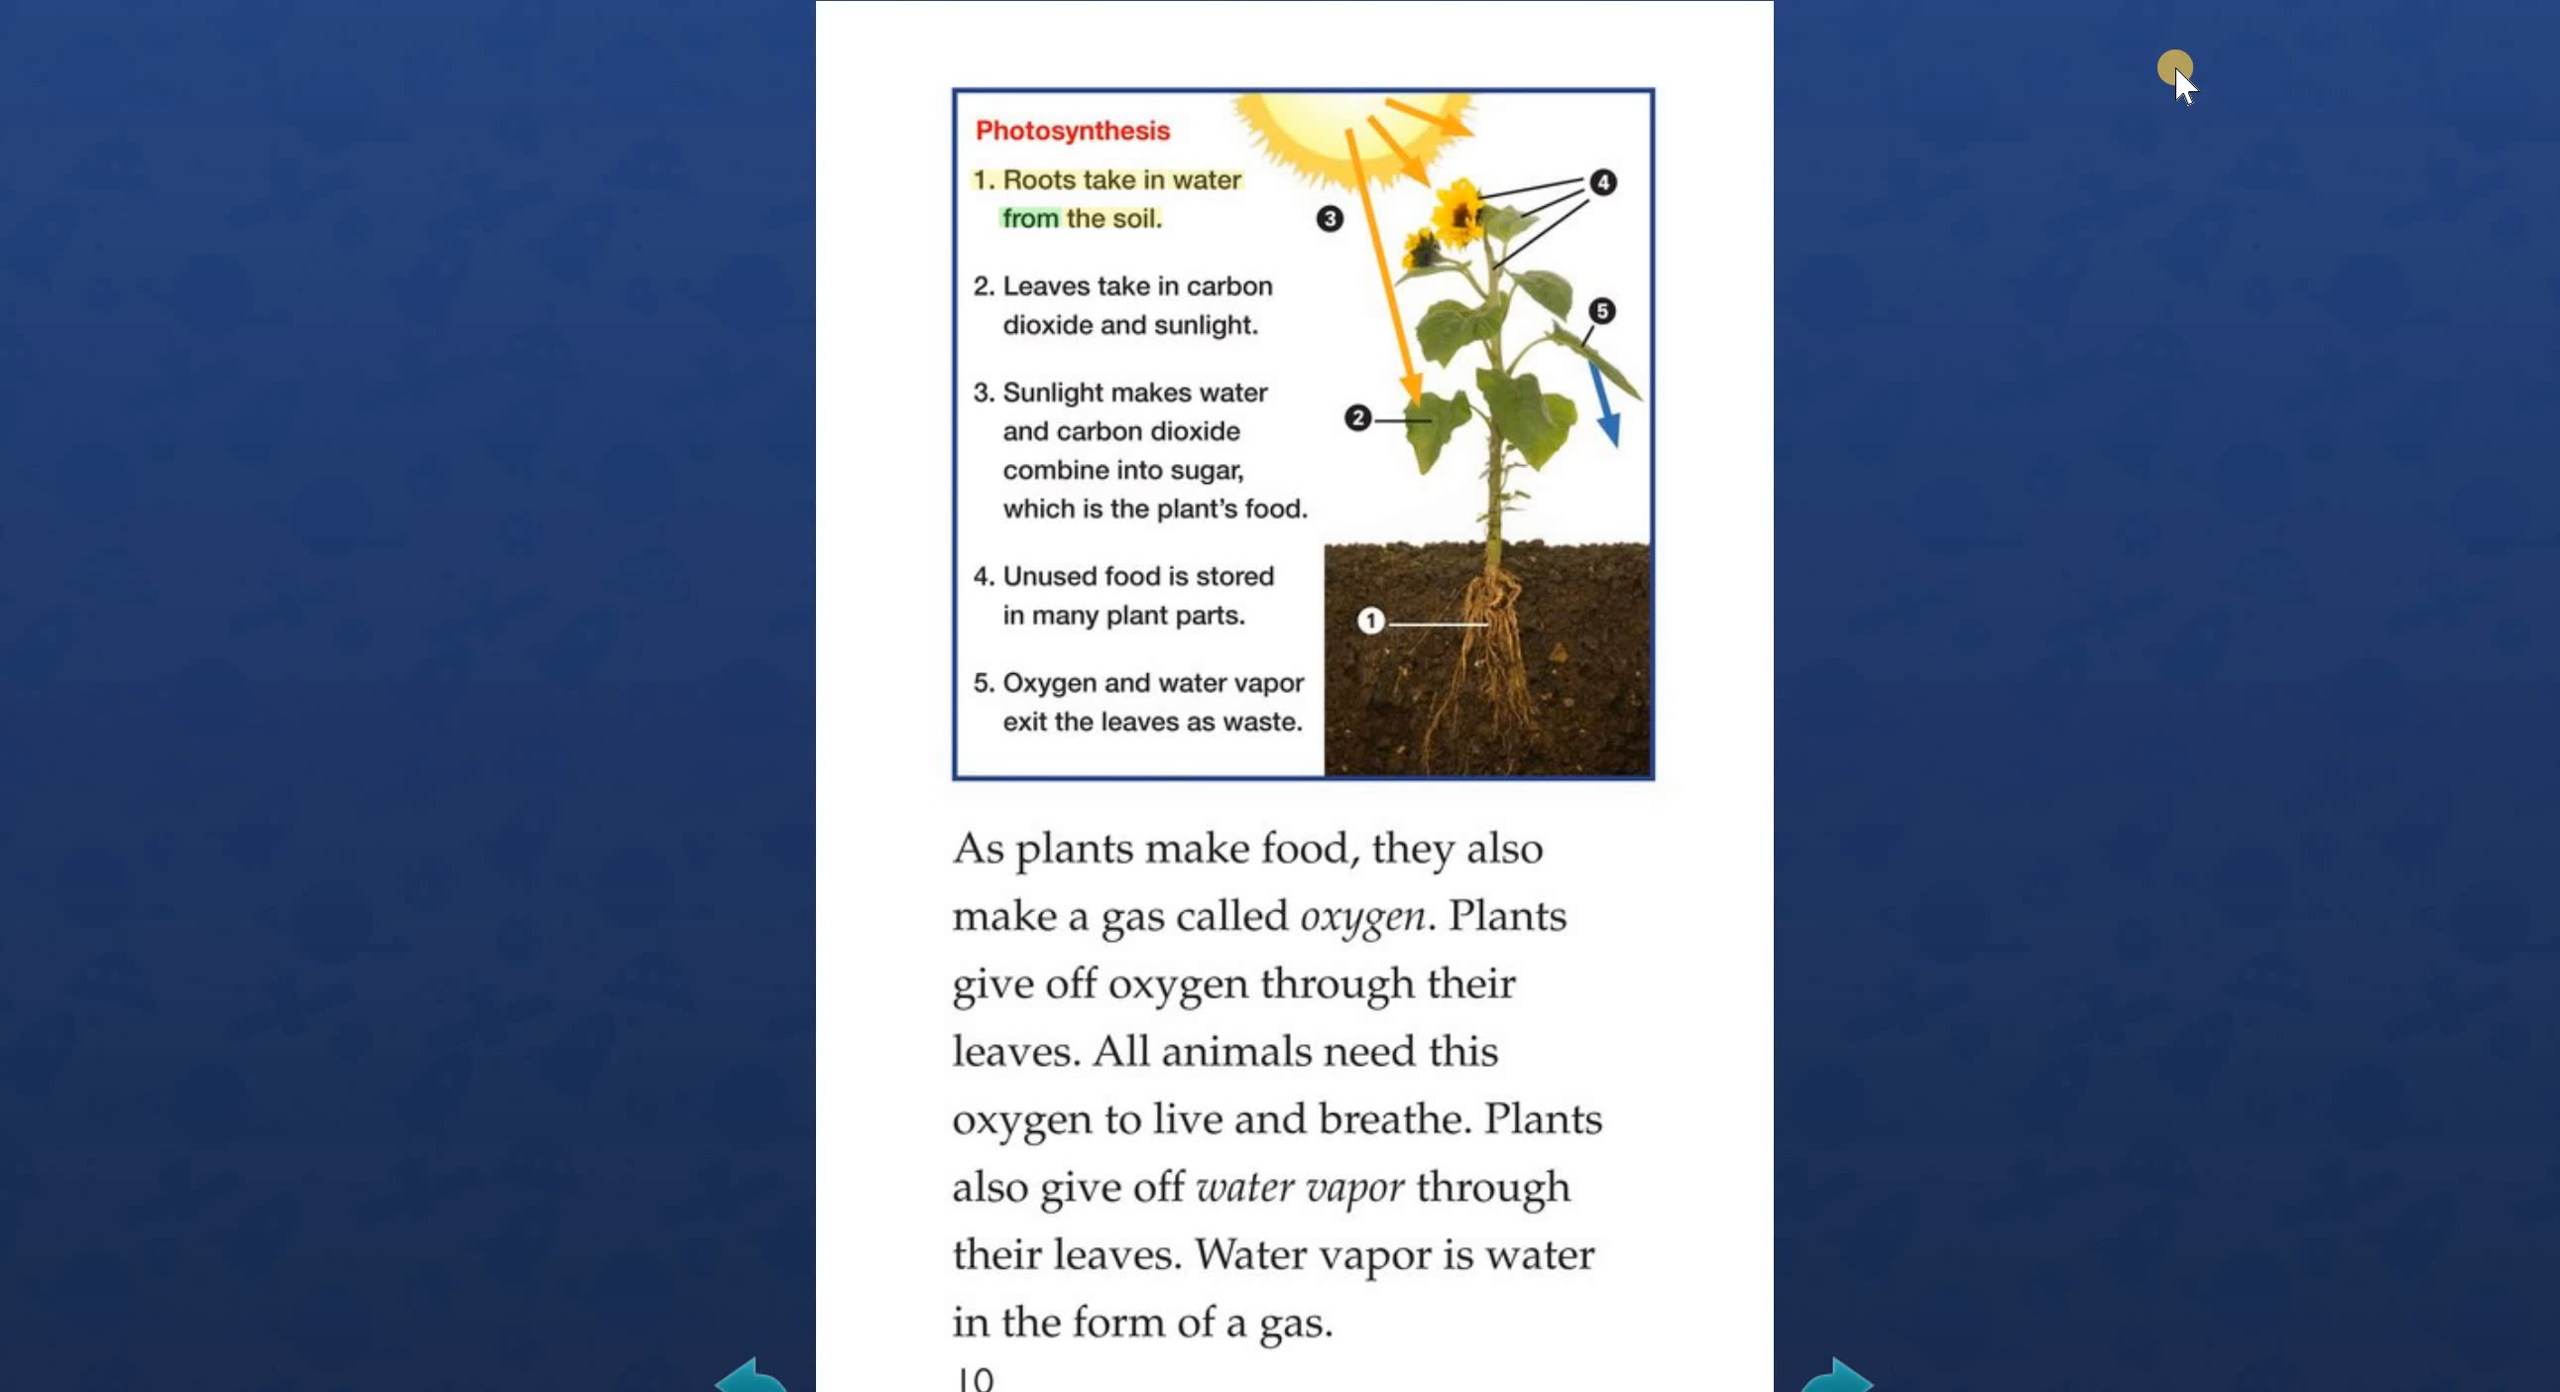 Photosynthesis
1. Roots take in water
from the soil.
2. Leaves take in carbon
dioxide and sunlight.
3. Sunlight makes water
and carbon dioxide
combine into sugar,
which is the plant's food.
4. Unused food is stored
in many plant parts.
5. Oxygen and water vapor
exit the leaves as waste.
4
3
5
2
1
As plants make food, they also
make a gas called oxygen. Plants
give off oxygen through their
leaves. All animals need this
oxygen to live and breathe. Plants
also give off water vapor through
their leaves. Water vapor is water
in the form of a gas.
10